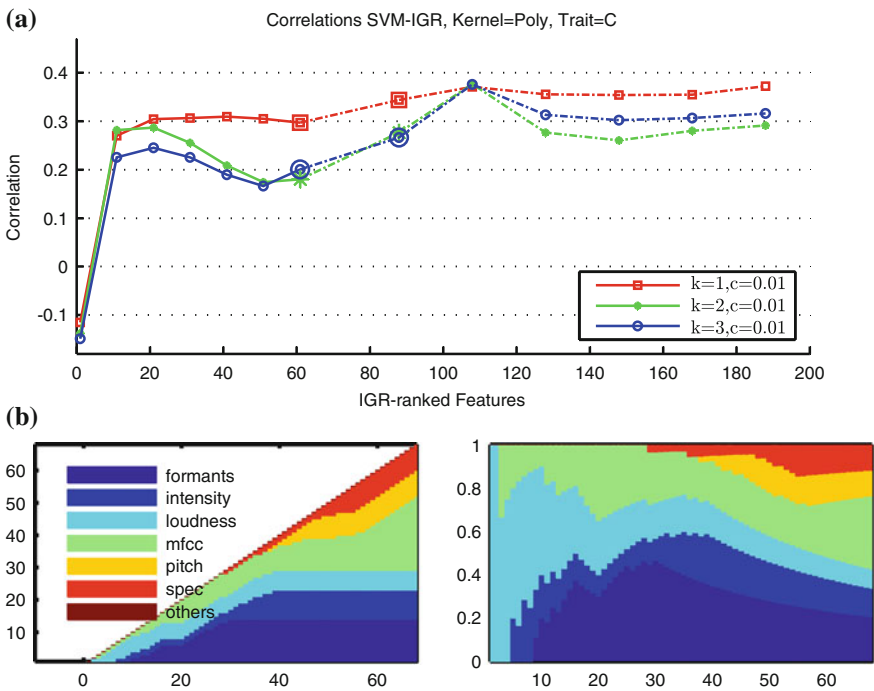 (a)
Correlations SVM-IGR, Kernel=Poly, Trait=C
Correlation
0.4
0.3
0.2
0.1
0
-0.1
k=1,c=0.01
k=2,c=0.01
k=3,c=0.01
0 20 40 60 80 100 120 140 160 180 200
IGR-ranked Features
(b)
60
50
40
30
20
10
formants
intensity
loudness
mfcc
pitch
spec
others
0 20 40 60
1
0.8
0.6
0.4
0.2
0
10 20 30 40 50 60